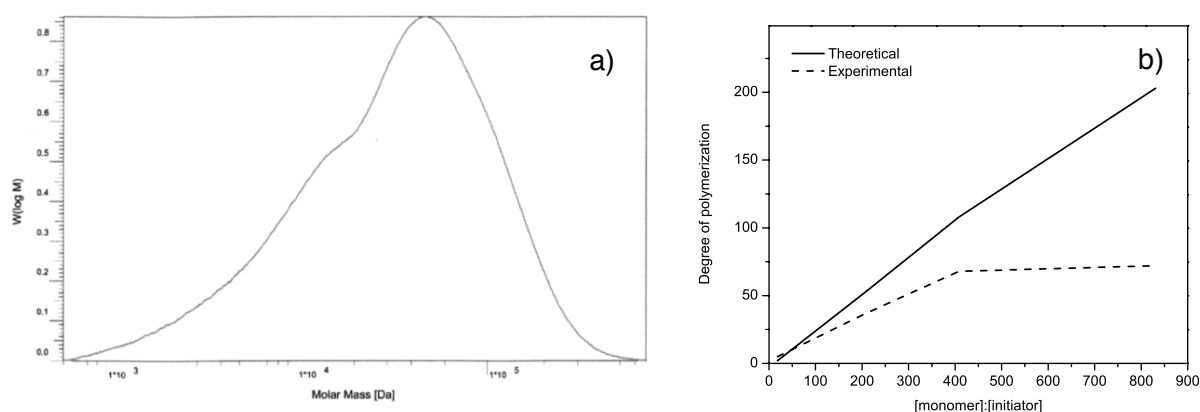 a)
0.8
0.7
0.6
0.5
0.4
0.3
0.2
0.1
0.0
W(log M)
1*10 3
1*10 4
1*10 5
Molar Mass [Da]
b)
Theoretical
Experimental
200
150
100
50
0
Degree of polymerization
0 100 200 300 400 500 600 700 800 900
[monomer]:[initiator]